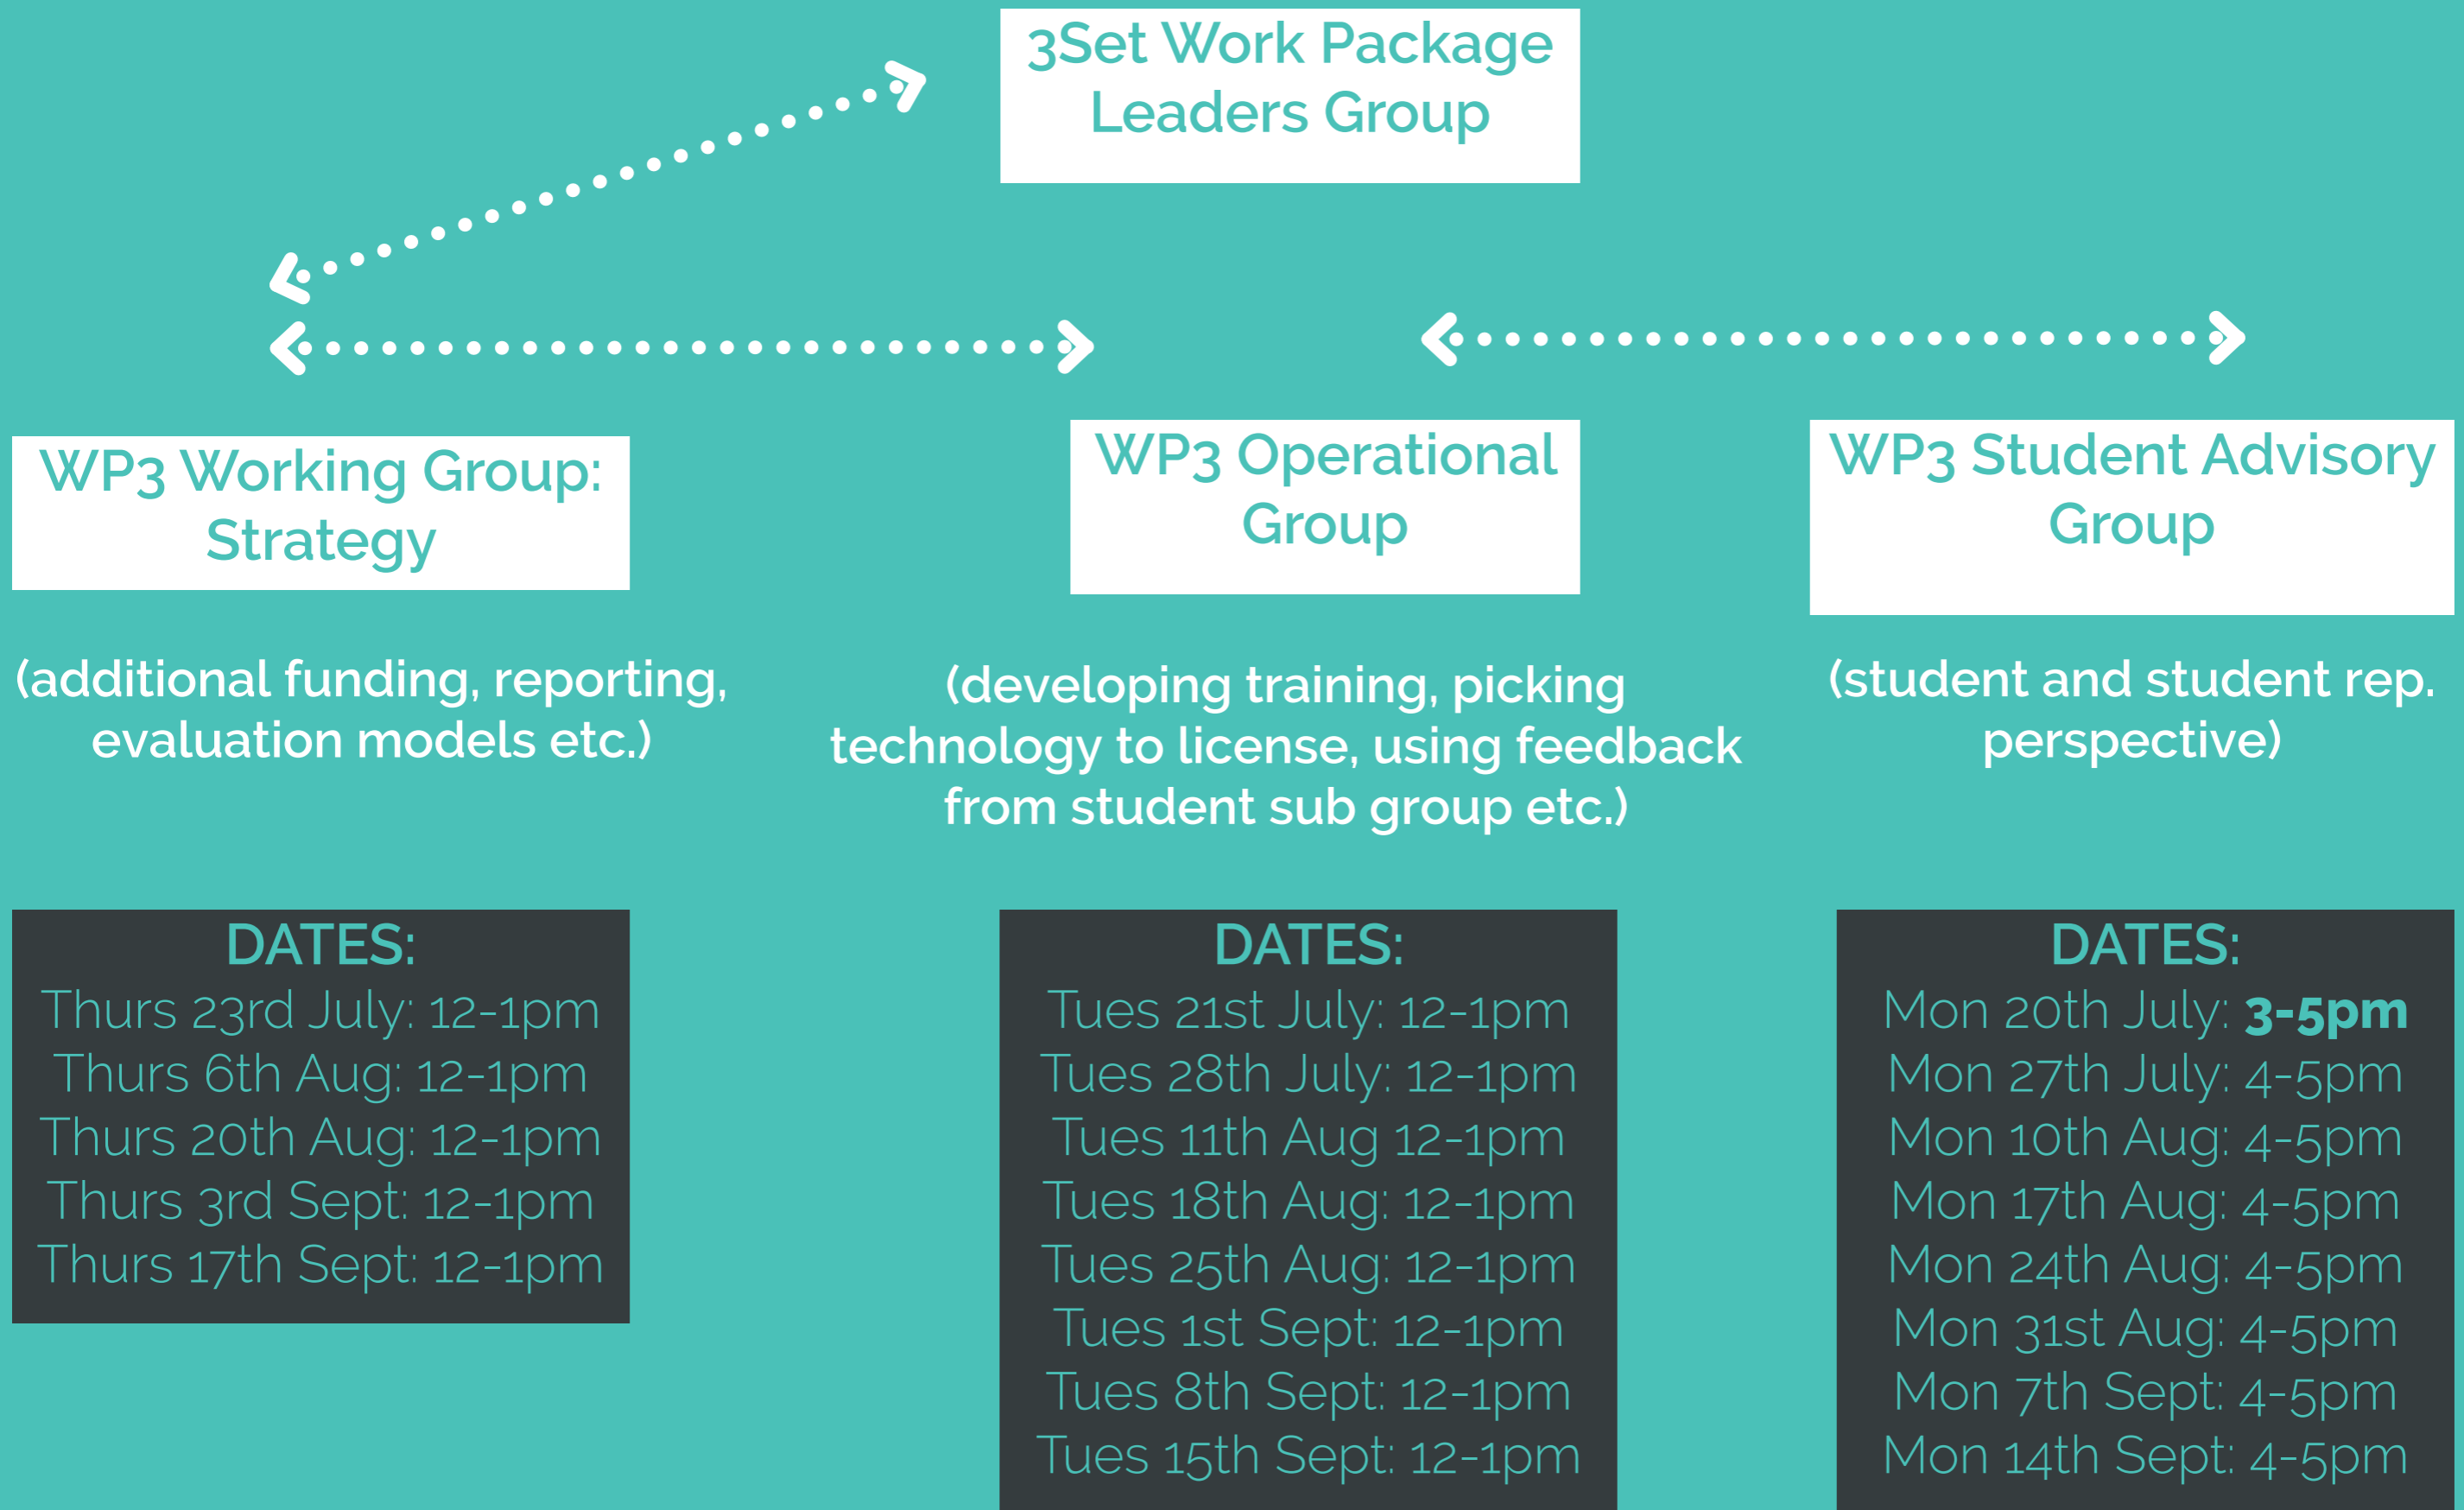 3Set Work Package
Leaders Group
WP3 Working Group:
Strategy
(additional funding, reporting,
evaluation models etc.)
DATES:
Thurs 23rd July: 12-1pm
Thurs 6th Aug: 12-1pm
Thurs 20th Aug: 12-1pm
Thurs 3rd Sept: 12-1pm
Thurs 17th Sept: 12-1pm
WP3 Operational
Group
(developing training, picking
technology to license, using feedback
from student sub group etc.)
DATES:
Tues 21st July: 12-1pm
Tues 28th July: 12-1pm
Tues 11th Aug 12-1pm
Tues 18th Aug: 12-1pm
Tues 25th Aug: 12-1pm
Tues 1st Sept: 12-1pm
Tues 8th Sept: 12-1pm
Tues 15th Sept: 12-1pm
WP3 Student Advisory
Group
(student and student rep.
perspective)
DATES:
Mon 20th July: 3-5pm
Mon 27th July: 4-5pm
Mon 10th Aug: 4-5pm
Mon 17th Aug: 4-5pm
Mon 24th Aug: 4-5pm
Mon 31st Aug: 4-5pm
Mon 7th Sept: 4-5pm
Mon 14th Sept: 4-5pm